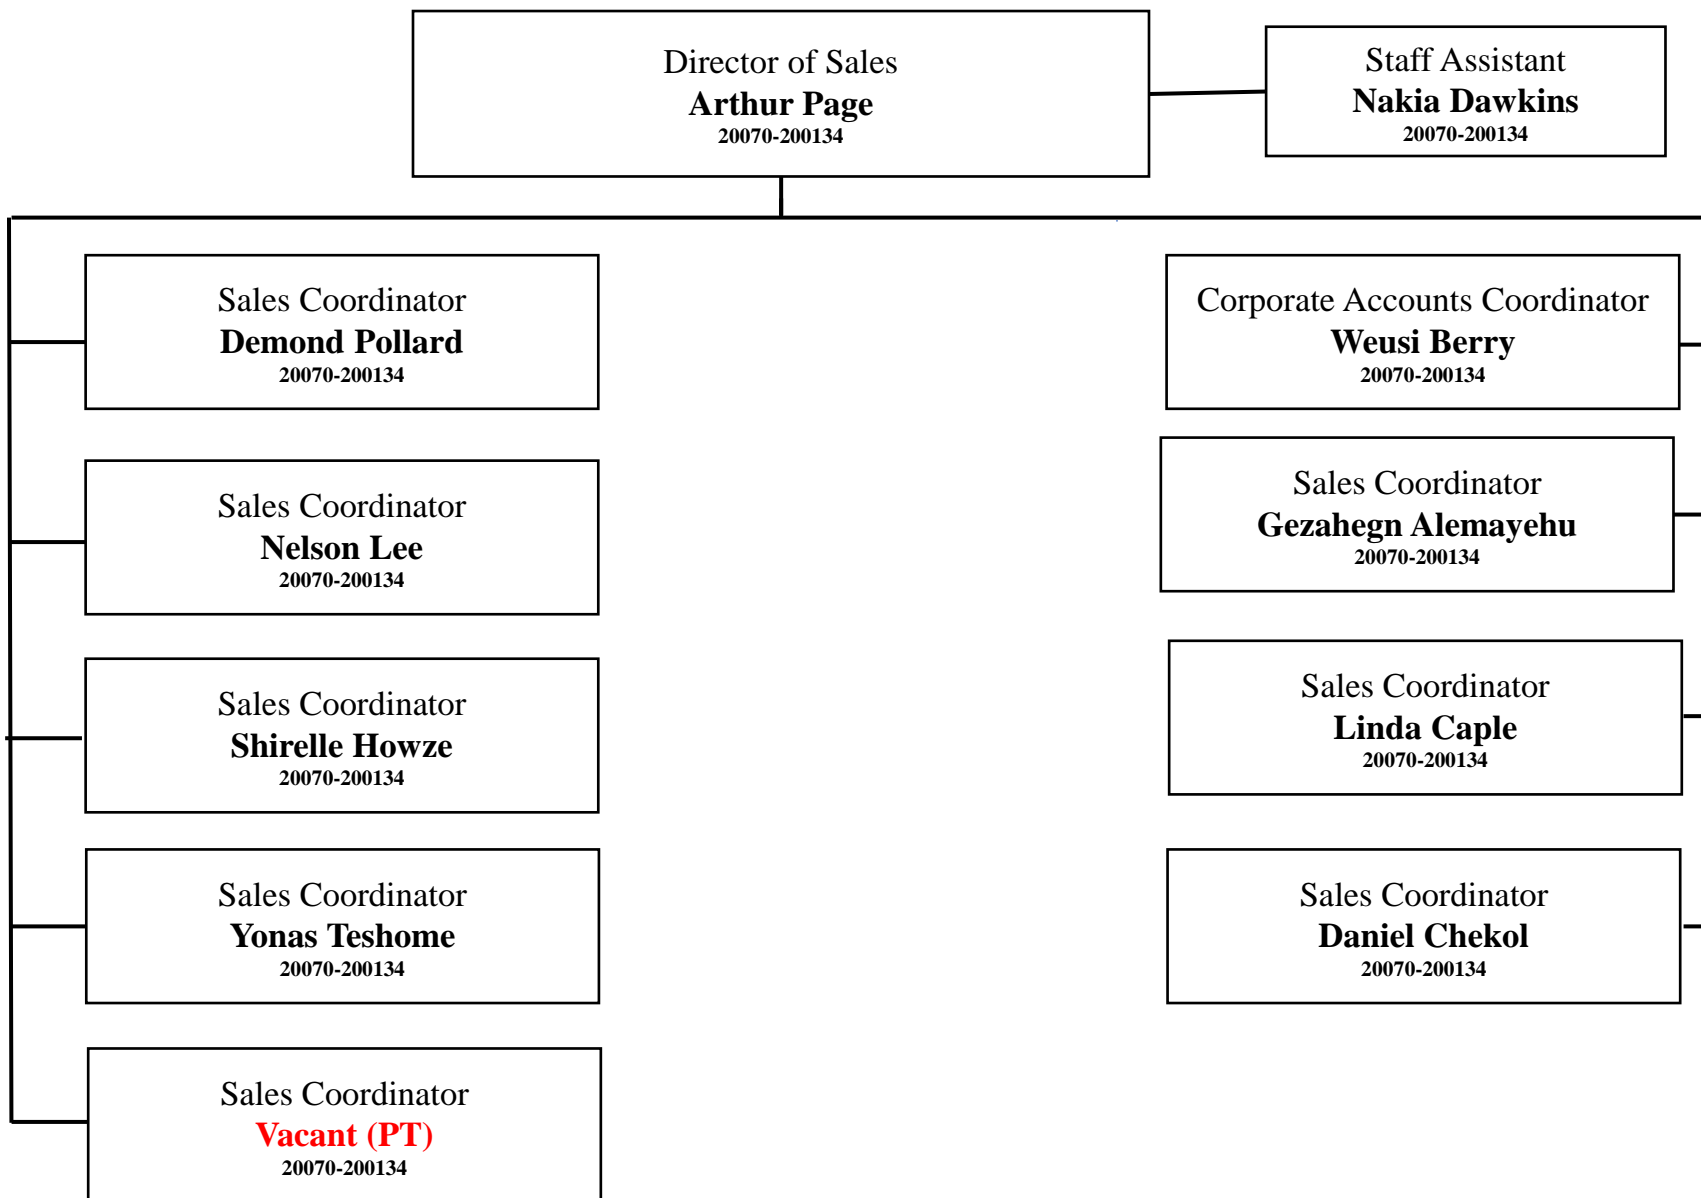 Director of Sales
Arthur Page
20070-200134
Staff Assistant
Nakia Dawkins
20070-200134
Sales Coordinator
Demond Pollard
20070-200134
Corporate Accounts Coordinator
Weusi Berry
20070-200134
Sales Coordinator
Nelson Lee
20070-200134
Sales Coordinator
Gezahegn Alemayehu
20070-200134
Sales Coordinator
Shirelle Howze
20070-200134
Sales Coordinator
Linda Caple
20070-200134
Sales Coordinator
Yonas Teshome
20070-200134
Sales Coordinator
Daniel Chekol
20070-200134
Sales Coordinator
Vacant (PT)
20070-200134